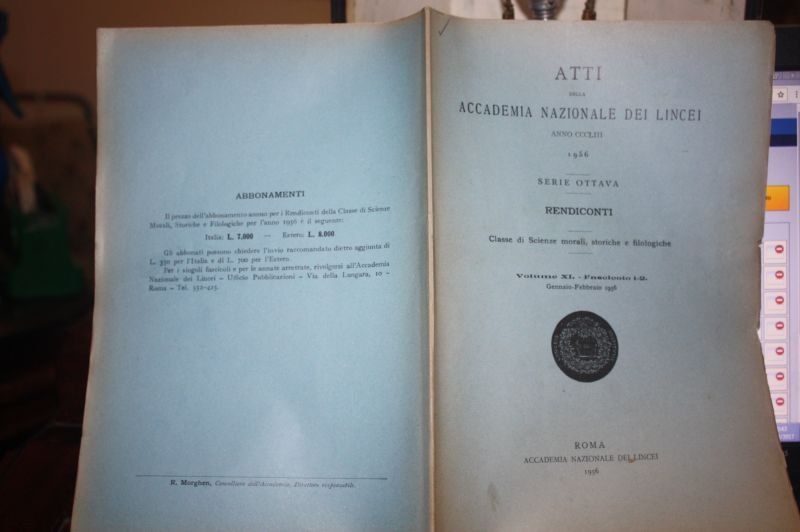 ABBONAMENTI
Il prezzo dell'abbonamento annuo per i Rendiconti della Classe di Scienze
Morali, Storiche e Filologiche per l'anno 1956 è il seguente:
Italia: L. 7.000 — Estero: L. 8.000
Gli abbonati possono chiedere l'invio raccomandato dietro aggiunta di
L. 350 per l'Italia e di L. 700 per l'Estero.
Per i singoli fascicoli e per le annate arretrate, rivolgersi all'Accademia
Nazionale dei Lincei – Ufficio Pubblicazioni – Via della Lungara, 10 –
Roma – Tel. 552-425.
R. Morghen, Cancelliere dell'Accademia, Direttore responsabile.
ATTI
DELLA
ACCADEMIA NAZIONALE DEI LINCEI
ANNO CCCLIII
1956
SERIE OTTAVA
RENDICONTI
Classe di Scienze morali, storiche e filologiche
Volume XI. - Fascicolo 1-2.
Gennaio-Febbraio 1956
ROMA
ACCADEMIA NAZIONALE DEI LINCEI
1956